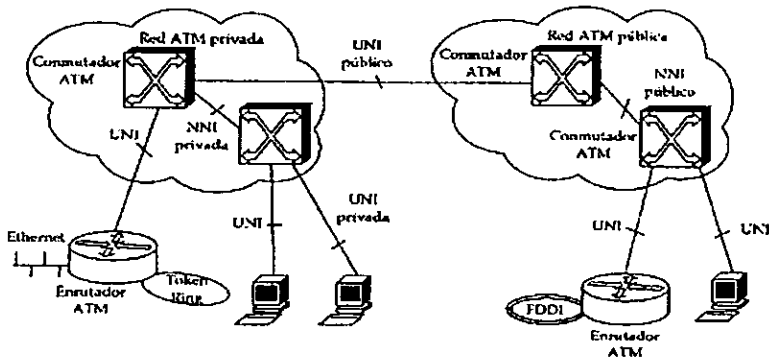 Red ATM privada
Conmutador
ATM
UNI
público
Red ATM pública
Conmutador
ATM
NNI
público
Conmutador
ATM
UNI
NNI
privada
UNI
UNI
privada
UNI
UNI
Ethernet
Enrutador
ATM
Token
Ring
FDDI
Enrutador
ATM